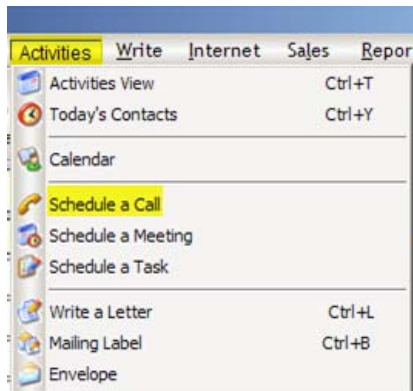 Activities Write Internet Sales Repor
Activities View Ctrl+T
Today's Contacts Ctrl+Y
Calendar
Schedule a Call
Schedule a Meeting
Schedule a Task
Write a Letter Ctrl+L
Mailing Label Ctrl+B
Envelope